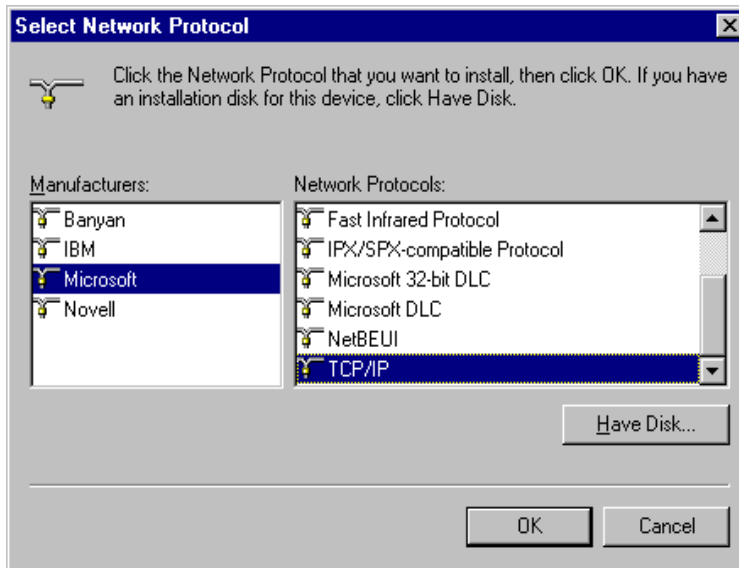 Select Network Protocol
Click the Network Protocol that you want to install, then click OK. If you have
an installation disk for this device, click Have Disk.
Manufacturers:
Banyan
IBM
Microsoft
Novell
Network Protocols:
Fast Infrared Protocol
IPX/SPX-compatible Protocol
Microsoft 32-bit DLC
Microsoft DLC
NetBEUI
TCP/IP
Have Disk...
OK
Cancel